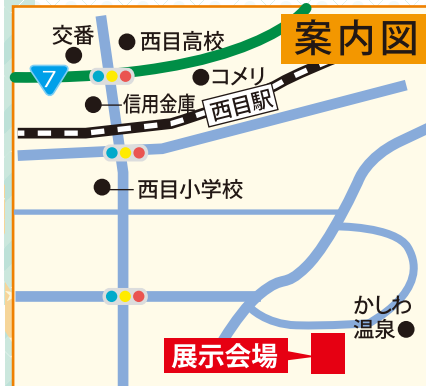 案内図
交番
西目高校
7
コメリ
信用金庫
西目駅
西目小学校
かしわ
温泉
展示会場